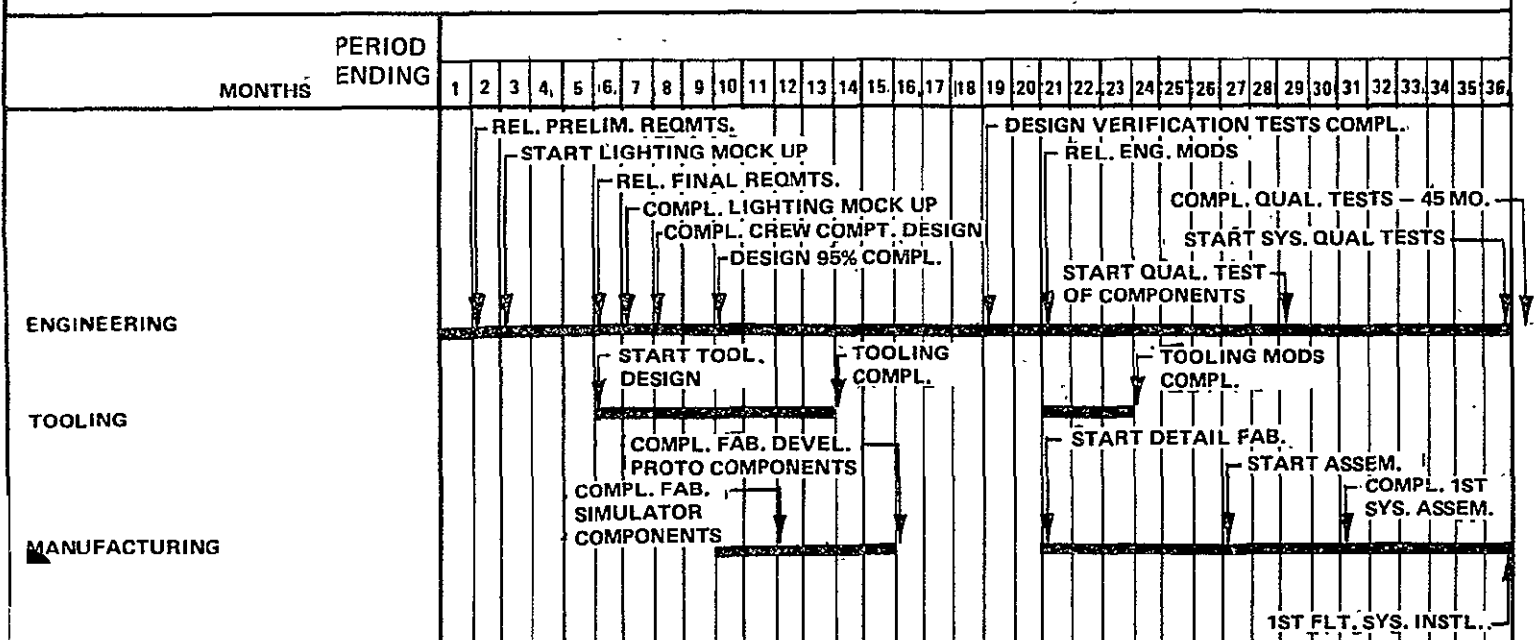 PERIOD
ENDING
MONTHS
1 2 3 4 5 6 7 8 9 10 11 12 13 14 15 16 17 18 19 20 21 22 23 24 25 26 27 28 29 30 31 32 33 34 35 36
REL. PRELIM. REQMTS.
DESIGN VERIFICATION TESTS COMPL.
START LIGHTING MOCK UP
REL. ENG. MODS
REL. FINAL REQMTS.
COMPL. QUAL. TESTS – 45 MO.
COMPL. LIGHTING MOCK UP
COMPL. CREW COMPT. DESIGN
START SYS. QUAL TESTS
DESIGN 95% COMPL.
START QUAL. TEST
OF COMPONENTS
ENGINEERING
START TOOL.
DESIGN
TOOLING
COMPL.
TOOLING MODS
COMPL.
TOOLING
COMPL. FAB. DEVEL.
PROTO COMPONENTS
START DETAIL FAB.
START ASSEM.
COMPL. FAB.
SIMULATOR
COMPONENTS
COMPL. 1ST
SYS. ASSEM.
MANUFACTURING
1ST FLT. SYS. INSTL.